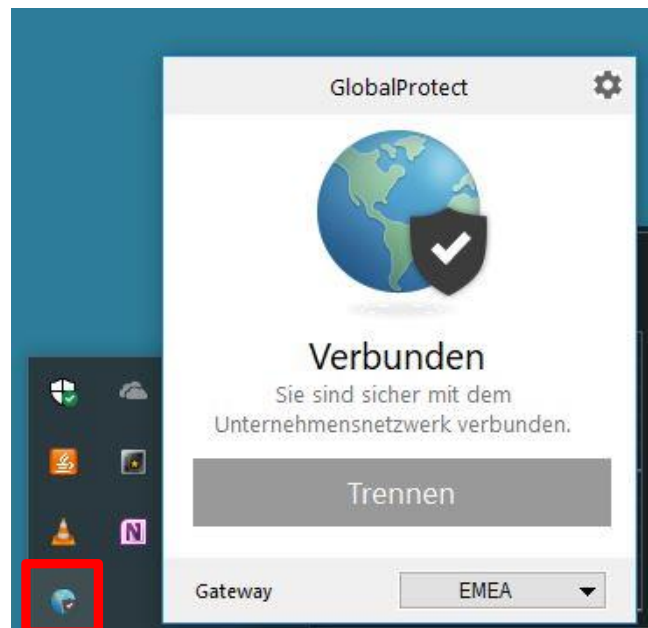 GlobalProtect
Verbunden
Sie sind sicher mit dem
Unternehmensnetzwerk verbunden.
Trennen
Gateway EMEA
N